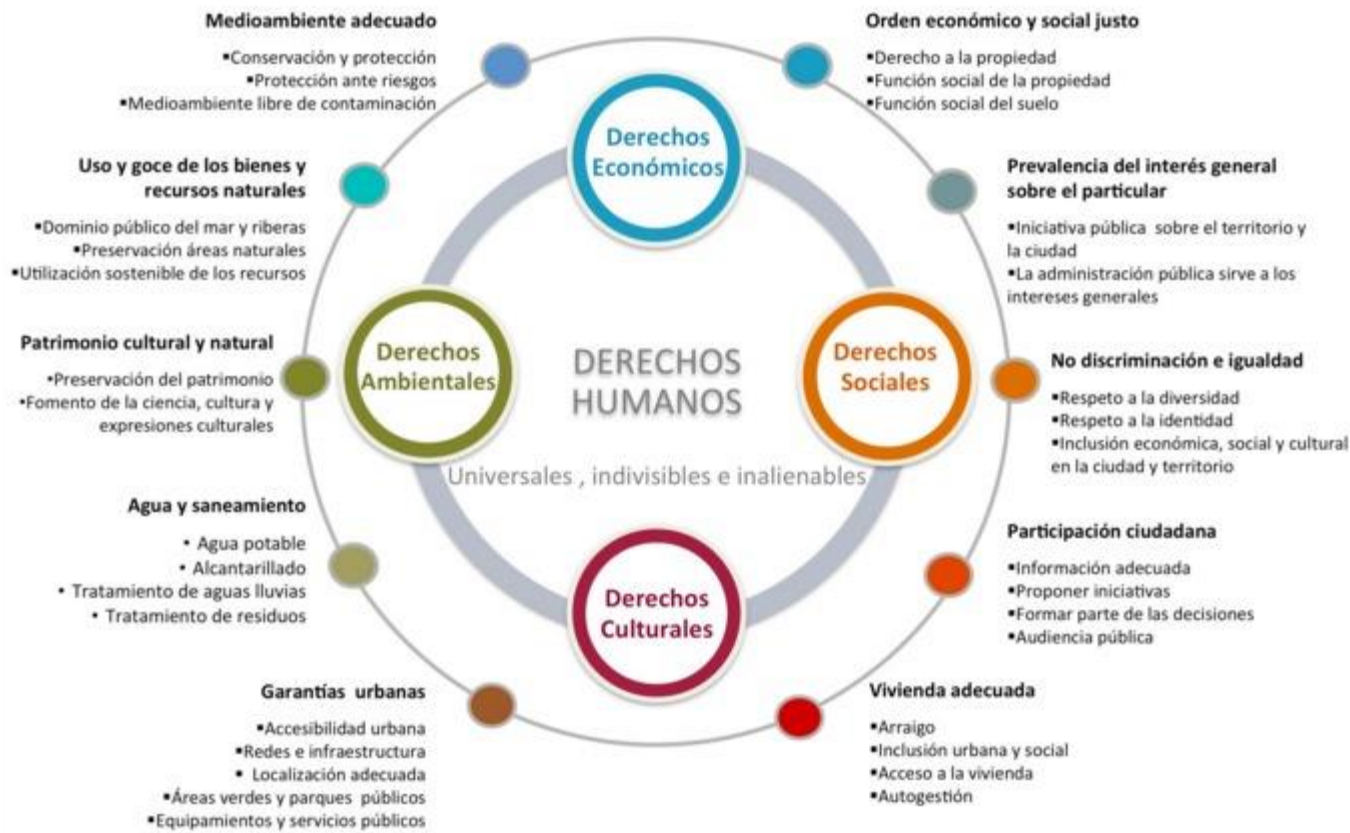 Medioambiente adecuado
▪Conservación y protección
▪Protección ante riesgos
▪Medioambiente libre de contaminación
Orden económico y social justo
▪Derecho a la propiedad
▪Función social de la propiedad
▪Función social del suelo
Derechos
Económicos
Uso y goce de los bienes y
recursos naturales
▪Dominio público del mar y riberas
▪Preservación áreas naturales
▪Utilización sostenible de los recursos
Prevalencia del interés general
sobre el particular
▪Iniciativa pública sobre el territorio y
la ciudad
▪La administración pública sirve a los
intereses generales
Patrimonio cultural y natural
•Preservación del patrimonio
•Fomento de la ciencia, cultura y
expresiones culturales
Derechos
Ambientales
DERECHOS
HUMANOS
Universales , indivisibles e inalienables
Derechos
Sociales
No discriminación e igualdad
▪Respeto a la diversidad
▪Respeto a la identidad
▪Inclusión económica, social y cultural
en la ciudad y territorio
Agua y saneamiento
• Agua potable
• Alcantarillado
• Tratamiento de aguas lluvias
• Tratamiento de residuos
Derechos
Culturales
Participación ciudadana
▪Información adecuada
▪Proponer iniciativas
▪Formar parte de las decisiones
▪Audiencia pública
Garantías urbanas
▪Accesibilidad urbana
▪Redes e infraestructura
▪ Localización adecuada
▪Áreas verdes y parques públicos
▪Equipamientos y servicios públicos
Vivienda adecuada
▪Arraigo
▪Inclusión urbana y social
▪Acceso a la vivienda
▪Autogestión